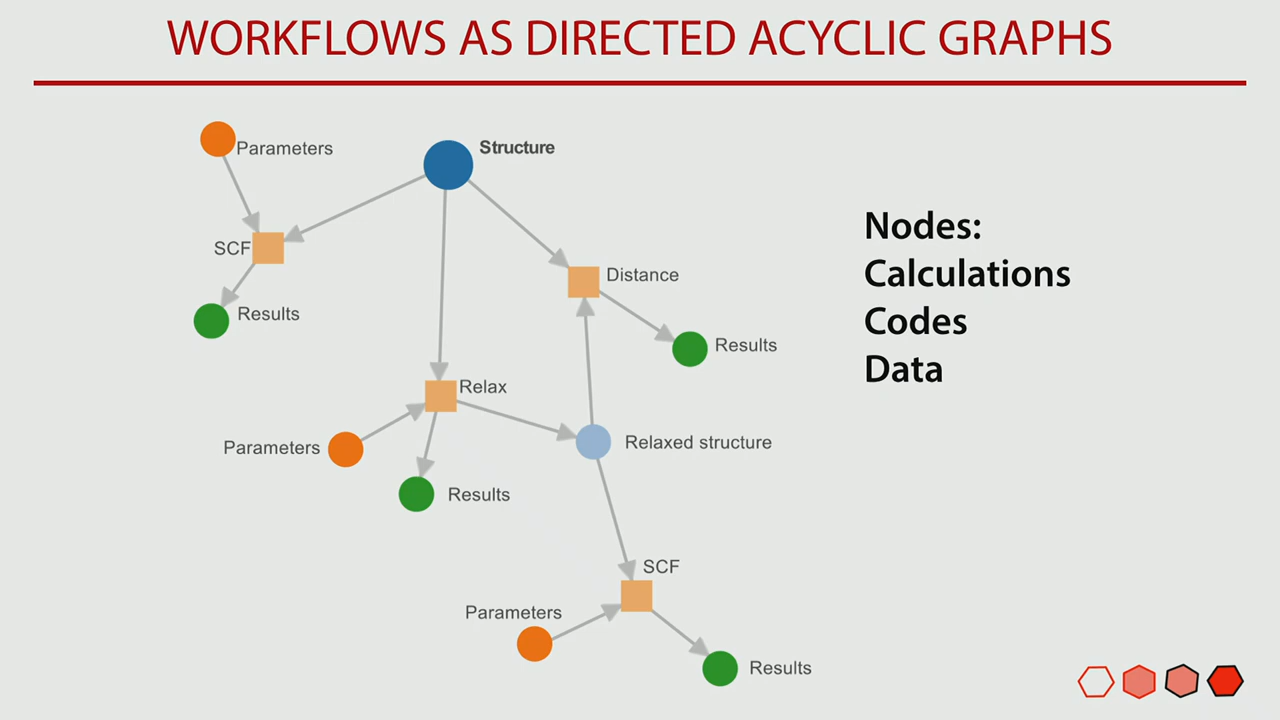 WORKFLOWS AS DIRECTED ACYCLIC GRAPHS
Parameters
Structure
SCF
Results
Distance
Results
Relax
Parameters
Relaxed structure
Results
SCF
Parameters
Results
Nodes:
Calculations
Codes
Data